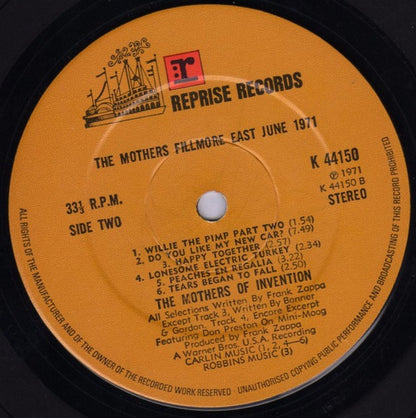 r:
REPRISE RECORDS
THE MOTHERS FILLMORE EAST JUNE 1971
K 44150
℗ 1971
K 44150 B
STEREO
33⅓ R.P.M.
SIDE TWO
1. WILLIE THE PIMP PART TWO (1.54)
2. DO YOU LIKE MY NEW CAR? (7.49)
3. HAPPY TOGETHER (2.57)
4. LONESOME ELECTRIC TURKEY (2.34)
5. PEACHES EN REGALIA (3.22)
6. TEARS BEGAN TO FALL (2.50)
THE MOTHERS OF INVENTION
All Selections Written By Frank Zappa
Except Track 3, Written By Bonner
& Gordon. Track 4, Encore Excerpt
Featuring Don Preston On Mini-Moog
Produced by Frank Zappa
A Warner Bros. U.S.A. Recording
CARLIN MUSIC (1, 2, 4—6)
ROBBINS MUSIC (3)
ALL RIGHTS OF THE MANUFACTURER AND OF THE OWNER OF THE RECORDED WORK RESERVED · UNAUTHORISED COPYING PUBLIC PERFORMANCE AND BROADCASTING OF THIS RECORD PROHIBITED